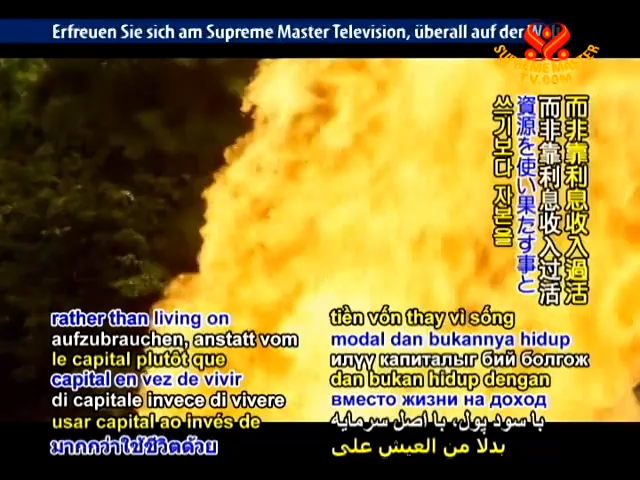 Erfreuen Sie sich am Supreme Master Television, überall auf der Welt
SUPREME MASTER
TV.COM
而非靠利息收入過活
而非靠利息收入过活
資源を使い果たす事と
쓰기보다 자본을
rather than living on
aufzubrauchen, anstatt vom
le capital plutôt que
capital en vez de vivir
di capitale invece di vivere
usar capital ao invés de
มากกว่าใช้ชีวิตด้วย
tiền vốn thay vì sống
modal dan bukannya hidup
илүү капиталыг бий болгож
dan bukan hidup dengan
вместо жизни на доход
با سود پول، با اصل سرمایه
بدلا من العيش على